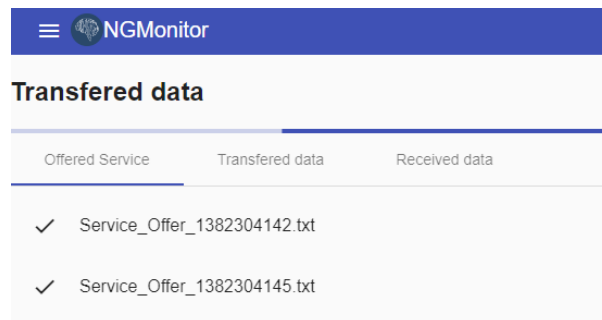 NGMonitor
Transfered data
Offered Service Transfered data Received data
Service_Offer_1382304142.txt
Service_Offer_1382304145.txt